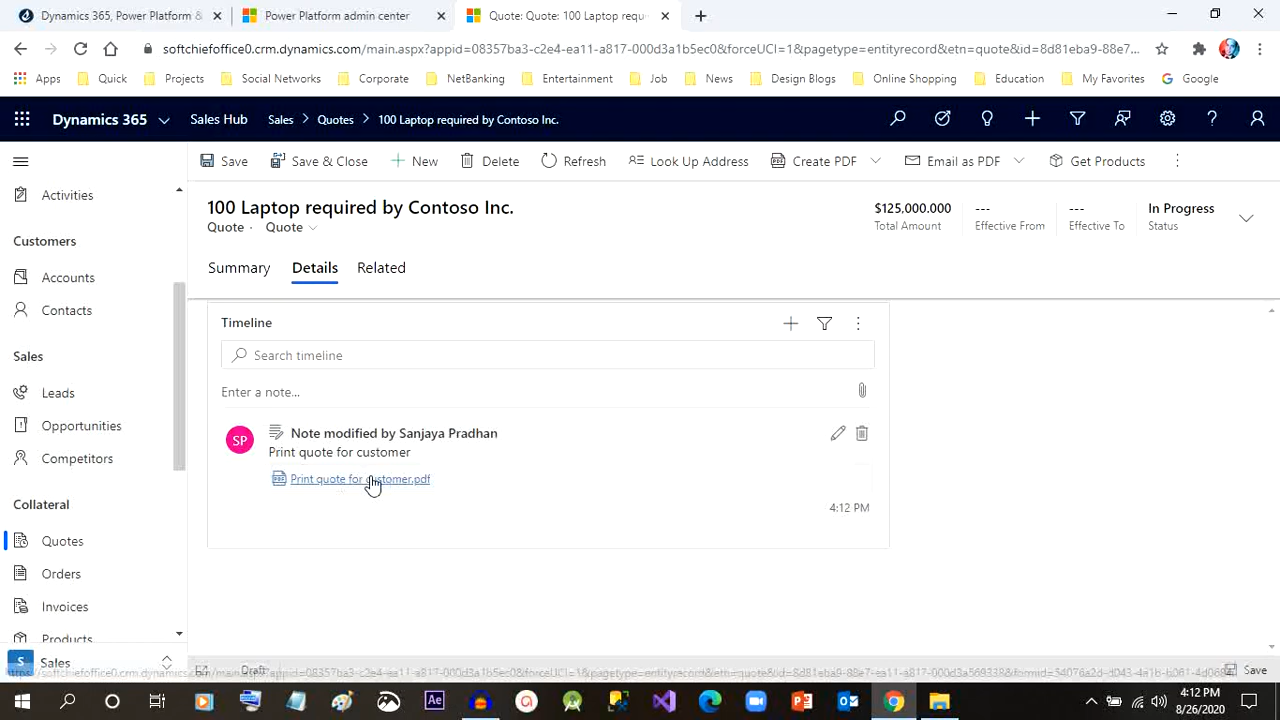 Dynamics 365, Power Platform &
Power Platform admin center
Quote: Quote: 100 Laptop requ
softchiefoffice0.crm.dynamics.com/main.aspx?appid=08357ba3-c2e4-ea11-a817-000d3a1b5ec0&forceUCI=1&pagetype=entityrecord&etn=quote&id=8d81eba9-88e7...
Apps
Quick
Projects
Social Networks
Corporate
NetBanking
Entertainment
Job
News
Design Blogs
Online Shopping
Education
My Favorites
Google
Dynamics 365
Sales Hub
Sales
Quotes
100 Laptop required by Contoso Inc.
Save
Save & Close
New
Delete
Refresh
Look Up Address
Create PDF
Email as PDF
Get Products
Activities
Customers
Accounts
Contacts
Sales
Leads
Opportunities
Competitors
Collateral
Quotes
Orders
Invoices
Products
S Sales
100 Laptop required by Contoso Inc.
Quote · Quote
$125,000.000
Total Amount
---
Effective From
---
Effective To
In Progress
Status
Summary
Details
Related
Timeline
Search timeline
Enter a note...
SP
Note modified by Sanjaya Pradhan
Print quote for customer
Print quote for customer.pdf
4:12 PM
Draft
Save
Ae
4:12 PM
8/26/2020